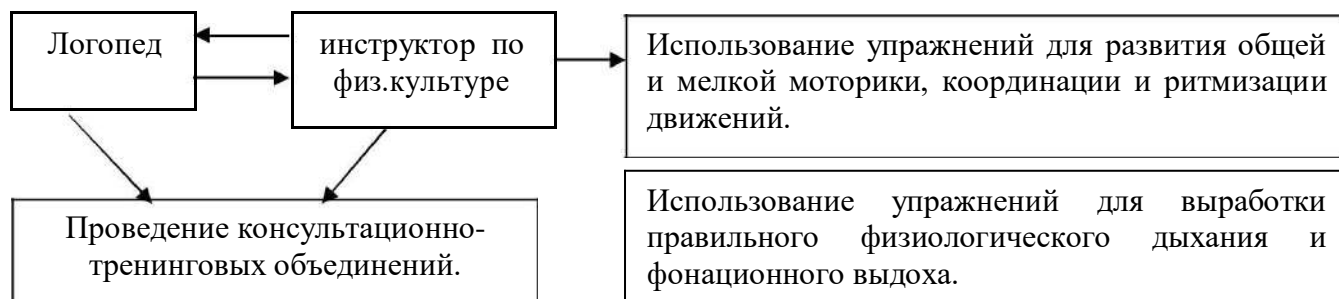 Логопед
инструктор по
физ.культуре
Использование упражнений для развития общей
и мелкой моторики, координации и ритмизации
движений.
Проведение консультационно-
тренинговых объединений.
Использование упражнений для выработки
правильного физиологического дыхания и
фонационного выдоха.